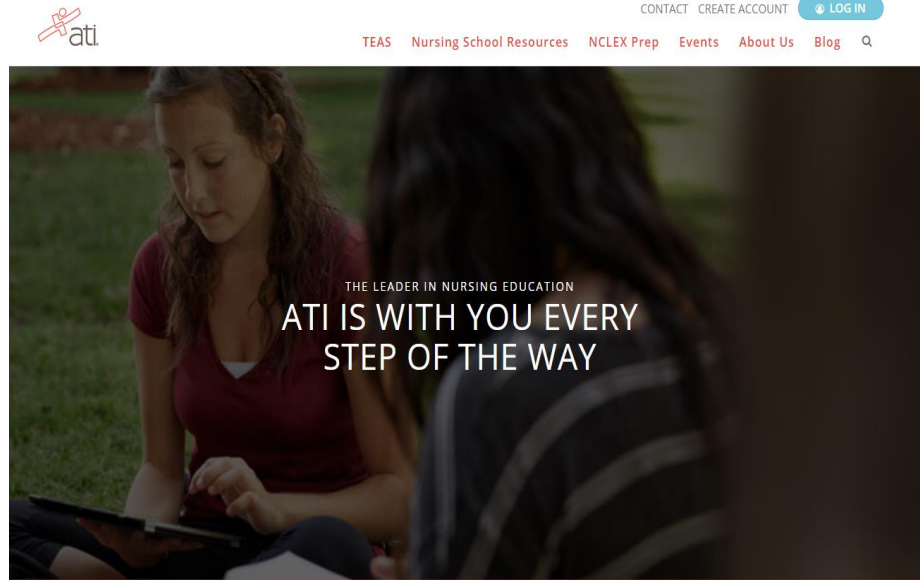 CONTACT CREATE ACCOUNT LOG IN
ati
TEAS Nursing School Resources NCLEX Prep Events About Us Blog
THE LEADER IN NURSING EDUCATION
ATI IS WITH YOU EVERY
STEP OF THE WAY